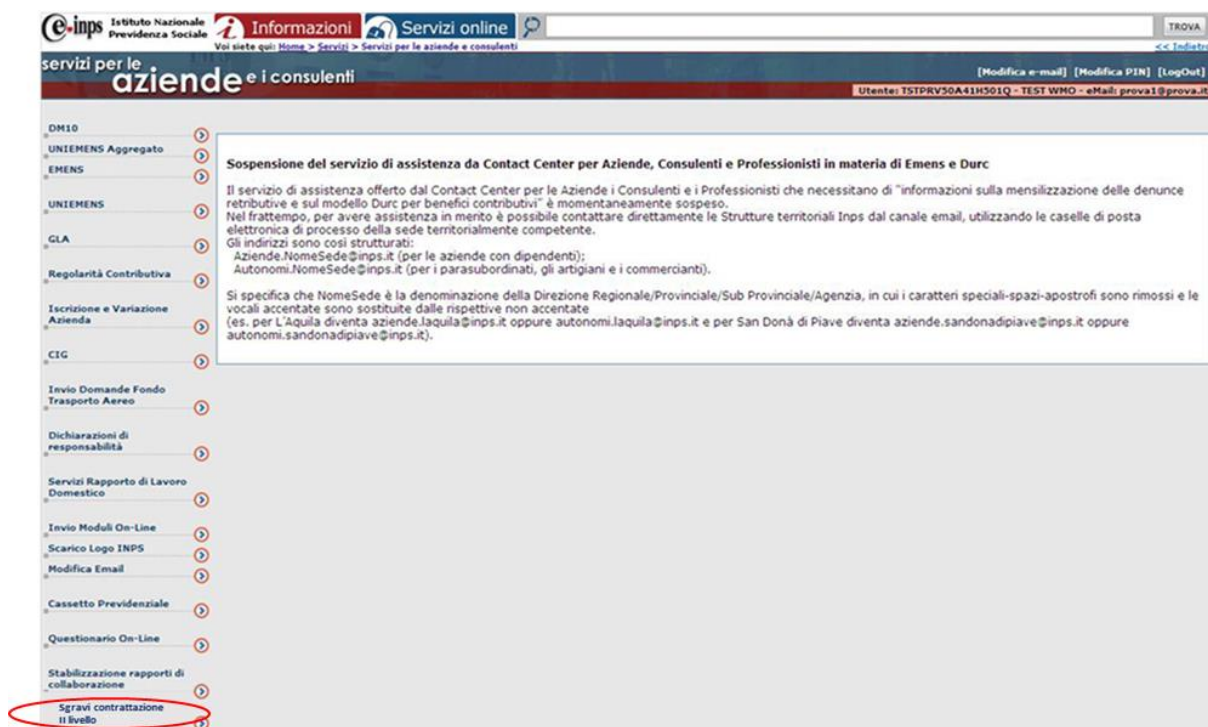 e-inps Istituto Nazionale
Previdenza Sociale
Informazioni
Servizi online
TROVA
Voi siete qui: Home > Servizi > Servizi per le aziende e consulenti
<< Indietro
servizi per le
aziende e i consulenti
[Modifica e-mail] [Modifica PIN] [LogOut]
Utente: TSTPRV50A41H501Q - TEST WMO - eMail: prova1@prova.it
DM10
UNIEMENS Aggregato
EMENS
UNIEMENS
GLA
Regolarità Contributiva
Iscrizione e Variazione
Azienda
CIG
Invio Domande Fondo
Trasporto Aereo
Dichiarazioni di
responsabilità
Servizi Rapporto di Lavoro
Domestico
Invio Moduli On-Line
Scarico Logo INPS
Modifica Email
Cassetto Previdenziale
Questionario On-Line
Stabilizzazione rapporti di
collaborazione
Sgravi contrattazione
II livello
Sospensione del servizio di assistenza da Contact Center per Aziende, Consulenti e Professionisti in materia di Emens e Durc
Il servizio di assistenza offerto dal Contact Center per le Aziende i Consulenti e i Professionisti che necessitano di "informazioni sulla mensilizzazione delle denunce
retributive e sul modello Durc per benefici contributivi" è momentaneamente sospeso.
Nel frattempo, per avere assistenza in merito è possibile contattare direttamente le Strutture territoriali Inps dal canale email, utilizzando le caselle di posta
elettronica di processo della sede territorialmente competente.
Gli indirizzi sono così strutturati:
Aziende.NomeSede@inps.it (per le aziende con dipendenti);
Autonomi.NomeSede@inps.it (per i parasubordinati, gli artigiani e i commercianti).
Si specifica che NomeSede è la denominazione della Direzione Regionale/Provinciale/Sub Provinciale/Agenzia, in cui i caratteri speciali-spazi-apostrofi sono rimossi e le
vocali accentate sono sostituite dalle rispettive non accentate
(es. per L'Aquila diventa aziende.laquila@inps.it oppure autonomi.laquila@inps.it e per San Donà di Piave diventa aziende.sandonadipiave@inps.it oppure
autonomi.sandonadipiave@inps.it).